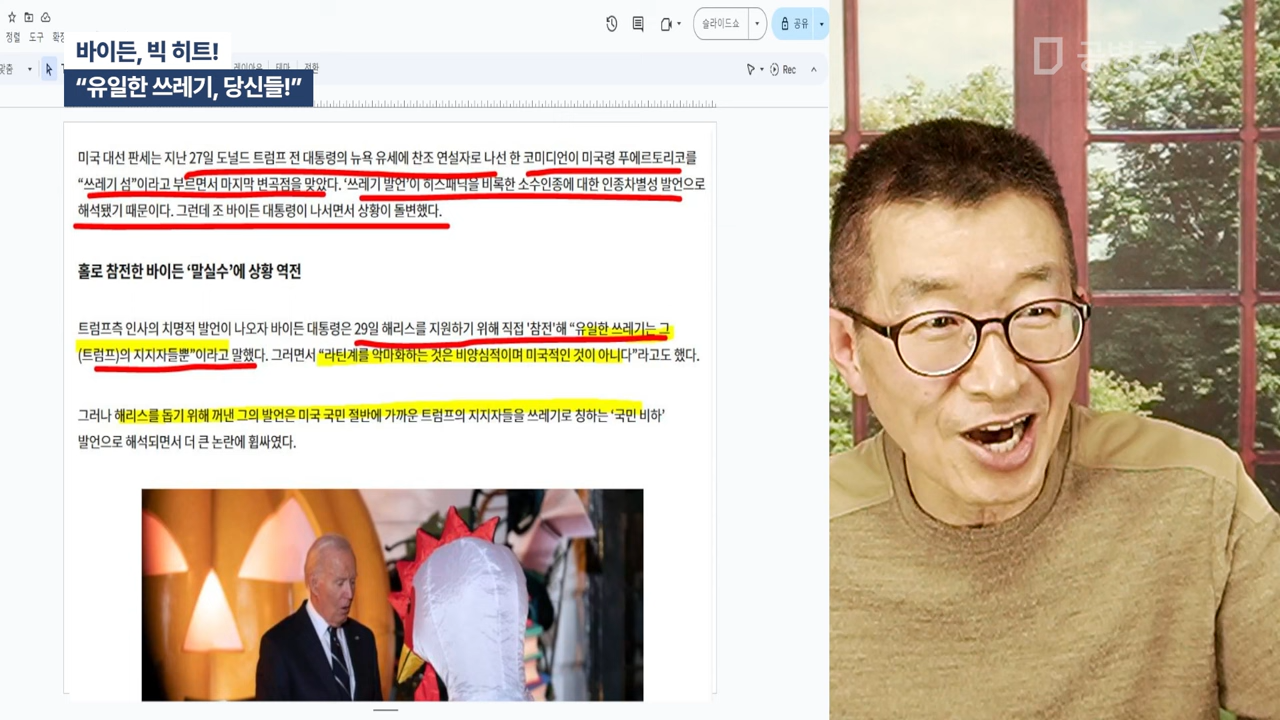 정렬 도구
슬라이드쇼
공유
바이든, 빅 히트!
“유일한 쓰레기, 당신들!”
Rec
미국 대선 판세는 지난 27일 도널드 트럼프 전 대통령의 뉴욕 유세에 찬조 연설자로 나선 한 코미디언이 미국령 푸에르토리코를
“쓰레기 섬”이라고 부르면서 마지막 변곡점을 맞았다. ‘쓰레기 발언’이 히스패닉을 비롯한 소수인종에 대한 인종차별성 발언으로
해석됐기 때문이다. 그런데 조 바이든 대통령이 나서면서 상황이 돌변했다.
홀로 참전한 바이든 ‘말실수’에 상황 역전
트럼프측 인사의 치명적 발언이 나오자 바이든 대통령은 29일 해리스를 지원하기 위해 직접 '참전'해 “유일한 쓰레기는 그
(트럼프)의 지지자들뿐”이라고 말했다. 그러면서 “라틴계를 악마화하는 것은 비양심적이며 미국적인 것이 아니다”라고도 했다.
그러나 해리스를 돕기 위해 꺼낸 그의 발언은 미국 국민 절반에 가까운 트럼프의 지지자들을 쓰레기로 칭하는 ‘국민 비하’
발언으로 해석되면서 더 큰 논란에 휩싸였다.